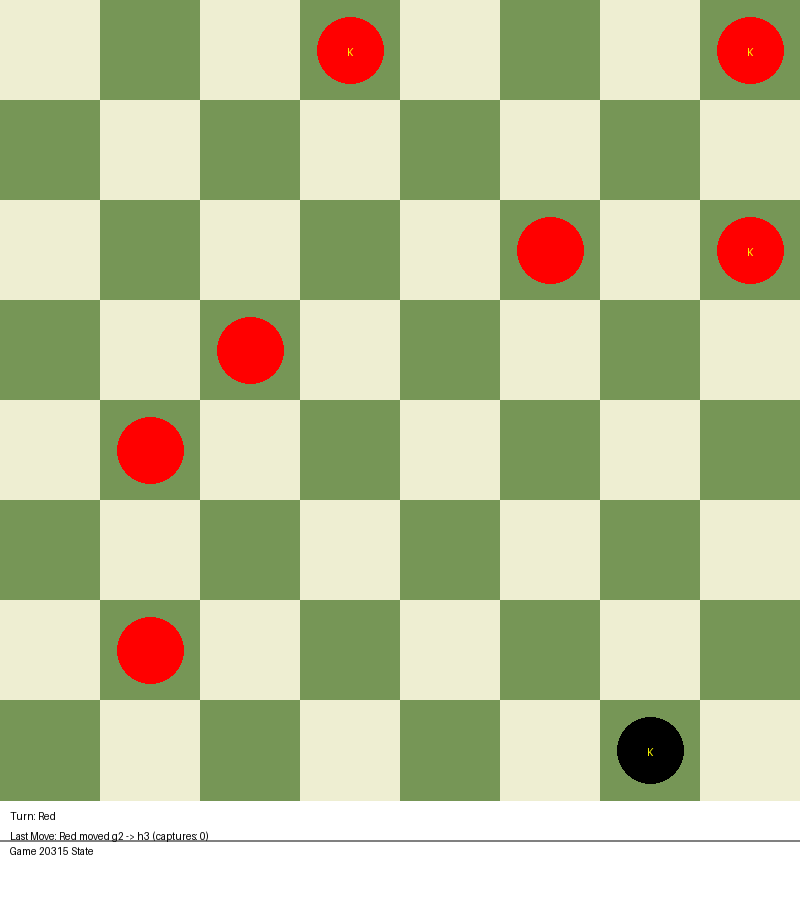 K K
K
K
Turn: Red
Last Move: Red moved g2 -> h3 (captures: 0)
Game 20315 State